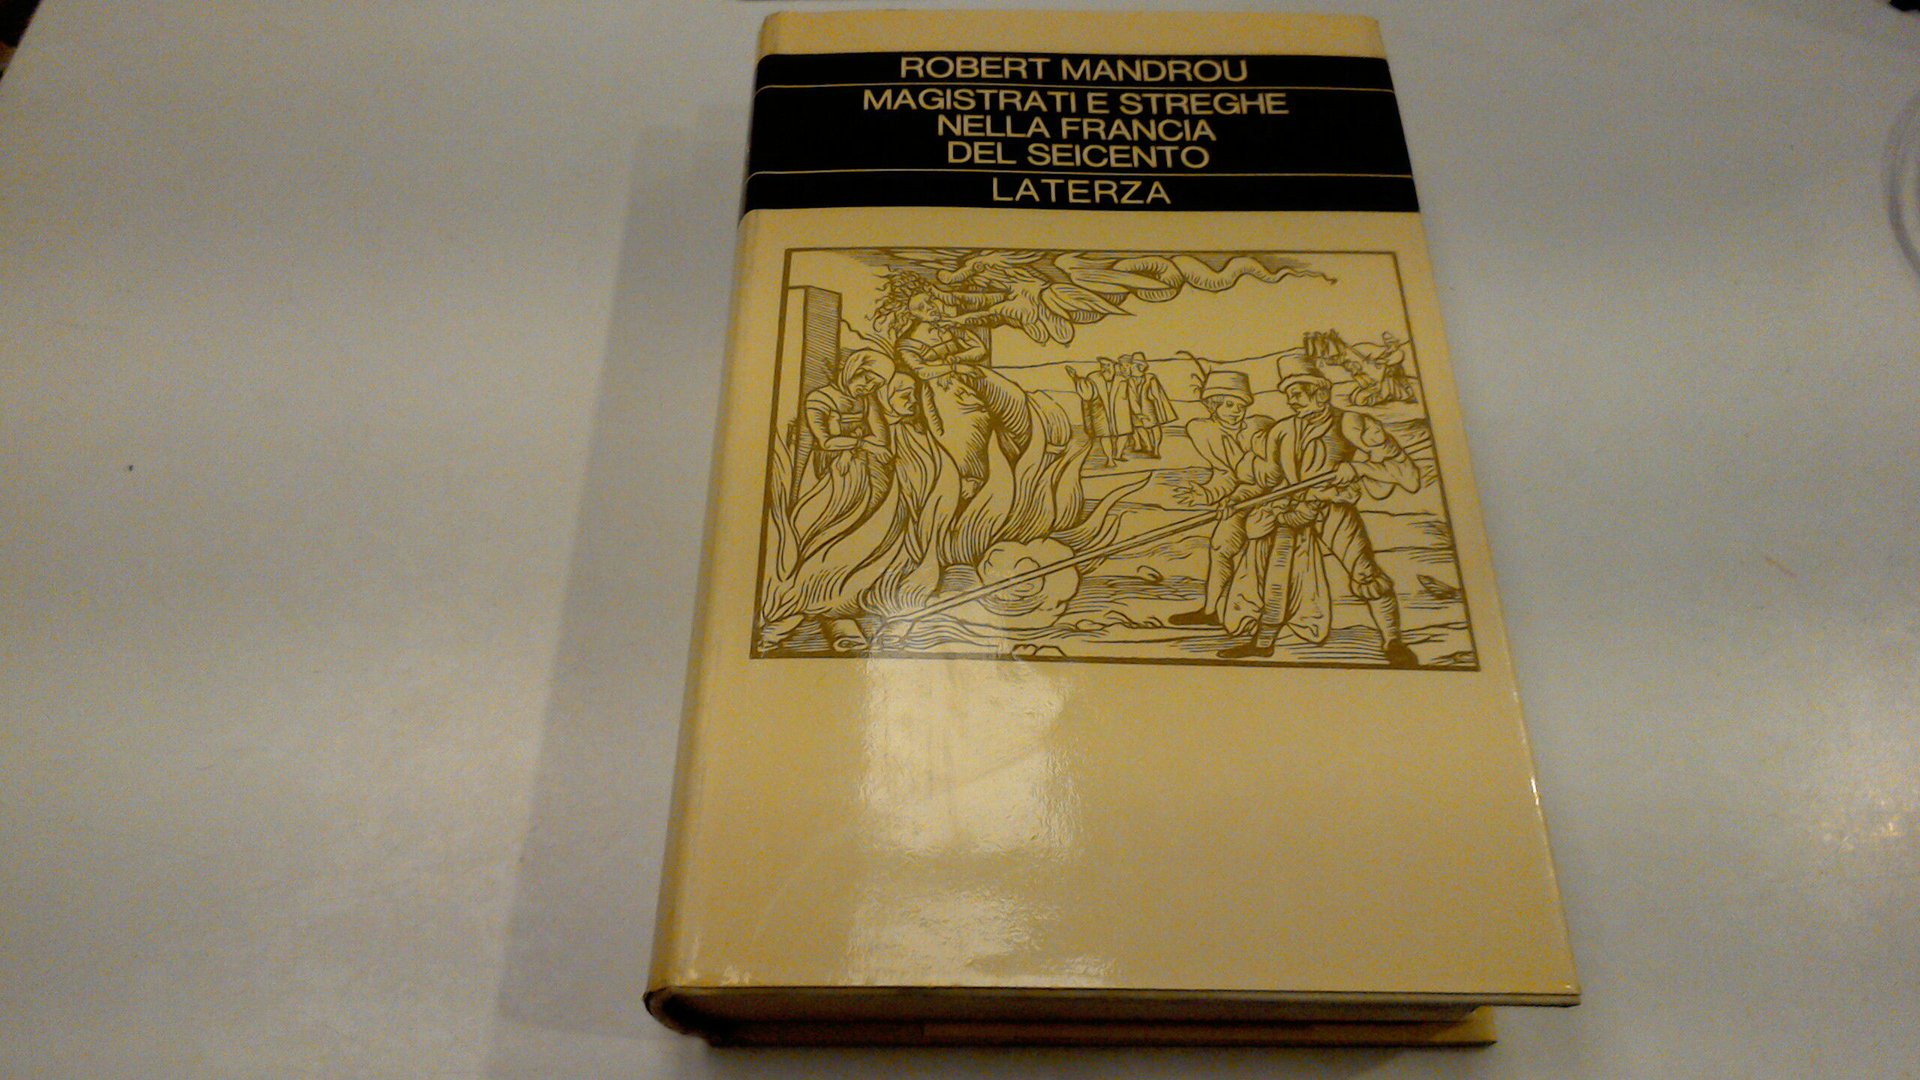 ROBERT MANDROU
MAGISTRATI E STREGHE
NELLA FRANCIA
DEL SEICENTO
LATERZA